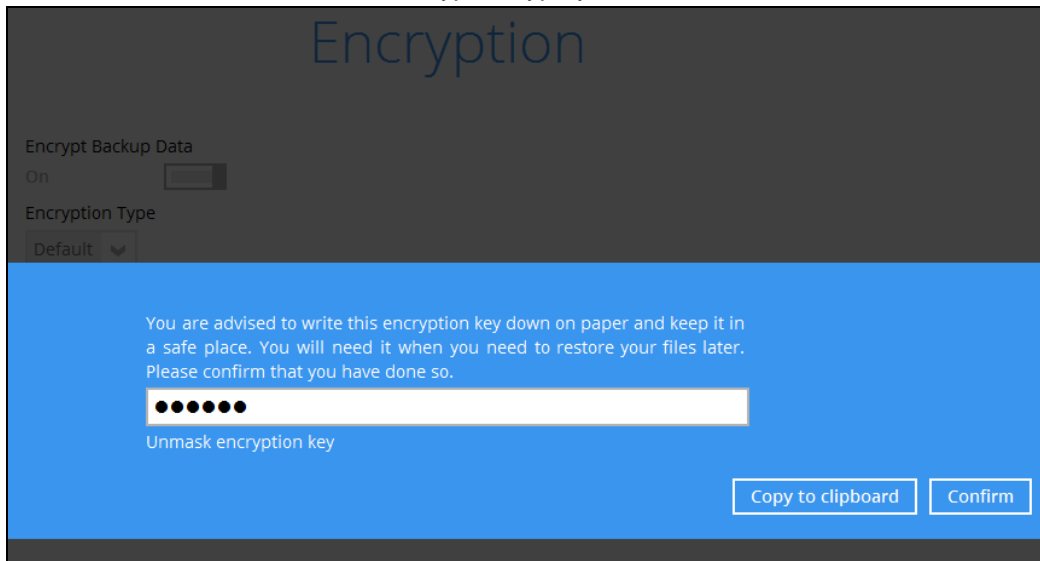 Encryption
Encrypt Backup Data
On
Encryption Type
Default
You are advised to write this encryption key down on paper and keep it in
a safe place. You will need it when you need to restore your files later.
Please confirm that you have done so.
●●●●●●
Unmask encryption key
Copy to clipboard
Confirm